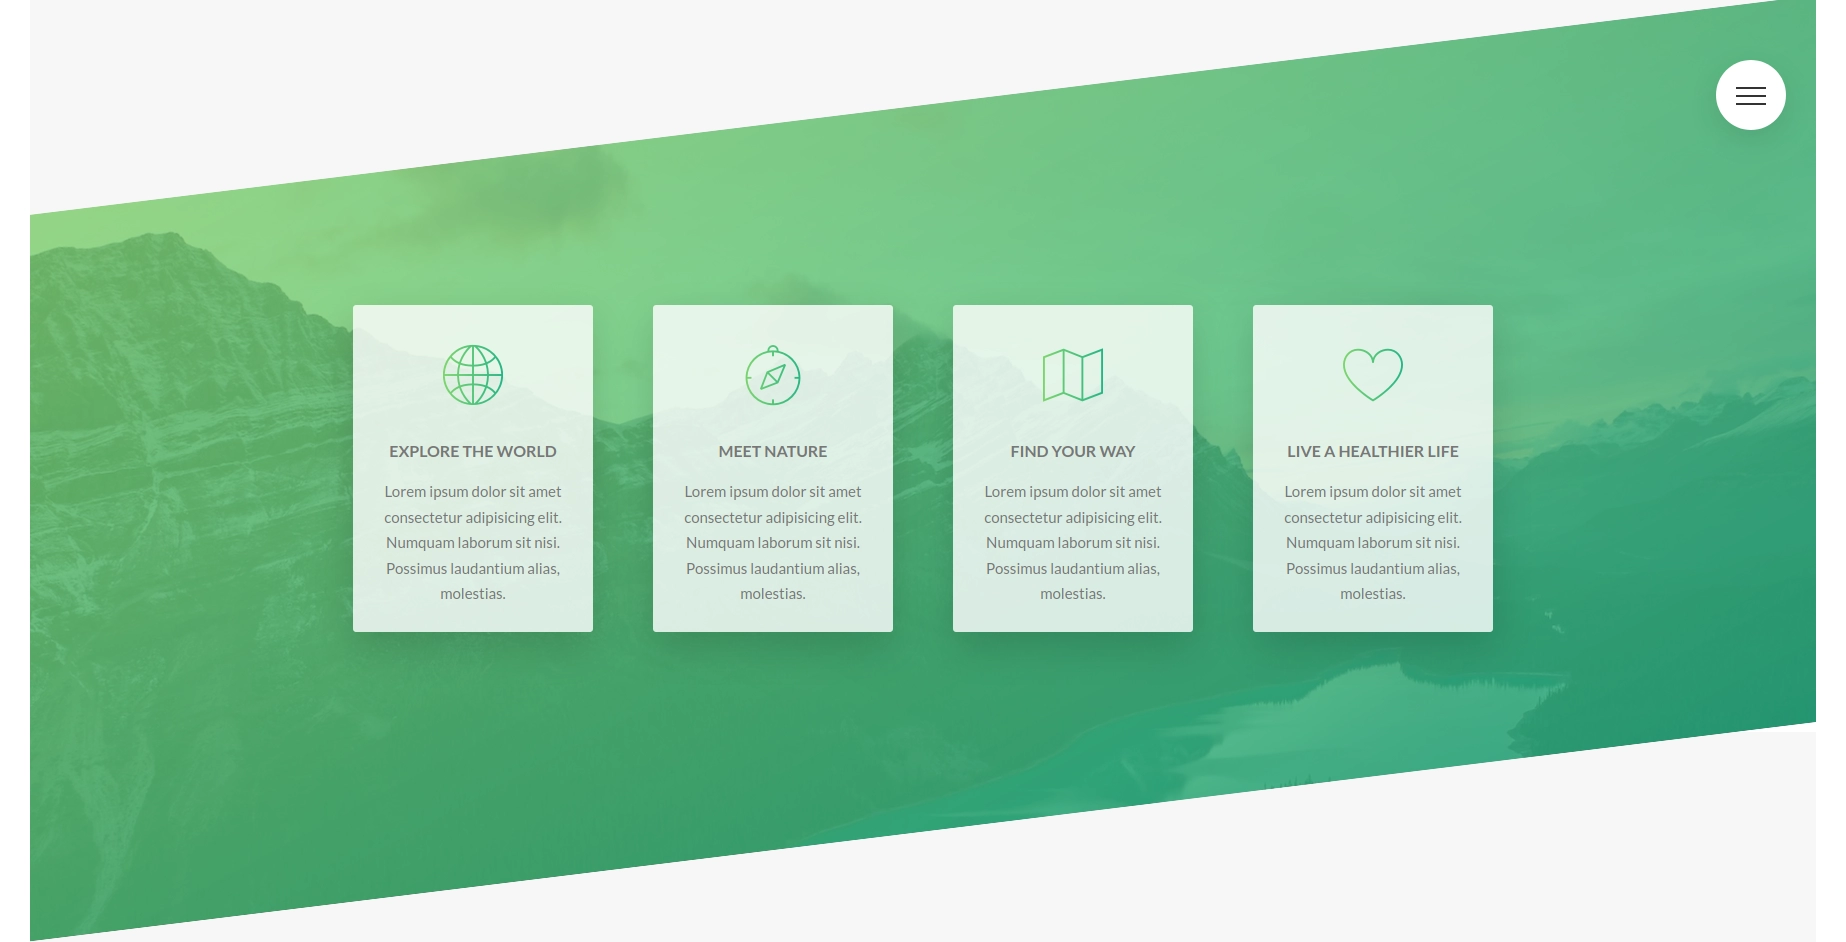 EXPLORE THE WORLD
Lorem ipsum dolor sit amet
consectetur adipisicing elit.
Numquam laborum sit nisi.
Possimus laudantium alias,
molestias.
MEET NATURE
Lorem ipsum dolor sit amet
consectetur adipisicing elit.
Numquam laborum sit nisi.
Possimus laudantium alias,
molestias.
FIND YOUR WAY
Lorem ipsum dolor sit amet
consectetur adipisicing elit.
Numquam laborum sit nisi.
Possimus laudantium alias,
molestias.
LIVE A HEALTHIER LIFE
Lorem ipsum dolor sit amet
consectetur adipisicing elit.
Numquam laborum sit nisi.
Possimus laudantium alias,
molestias.